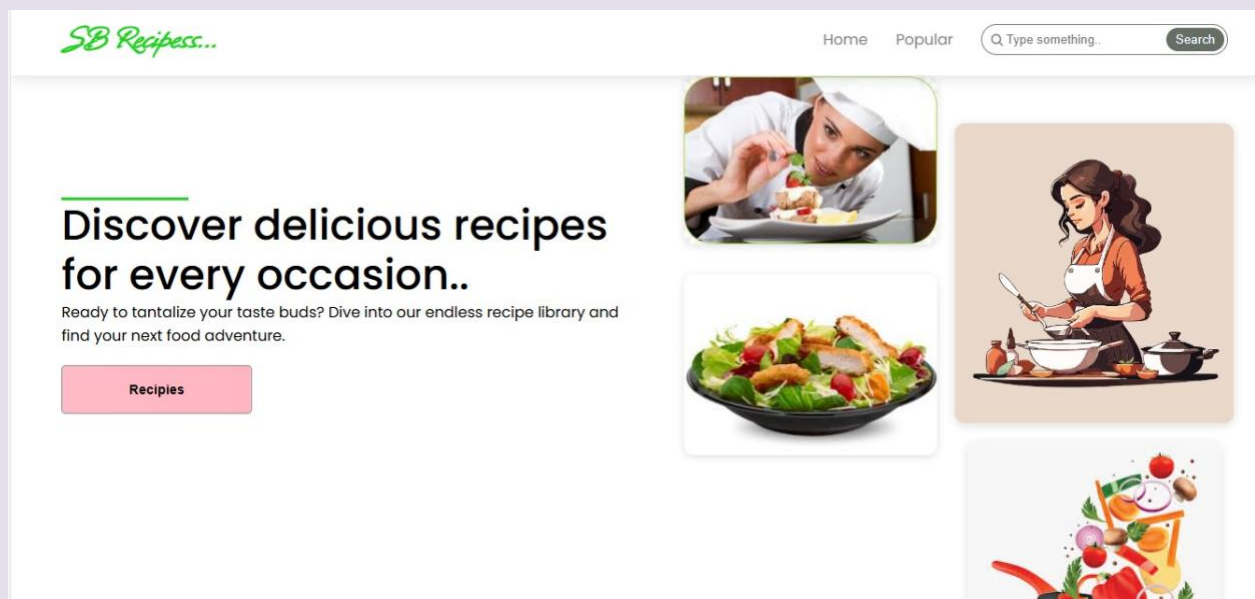 SB Recipess...
Home
Popular
Type something..
Search
Discover delicious recipes
for every occasion..
Ready to tantalize your taste buds? Dive into our endless recipe library and
find your next food adventure.
Recipies